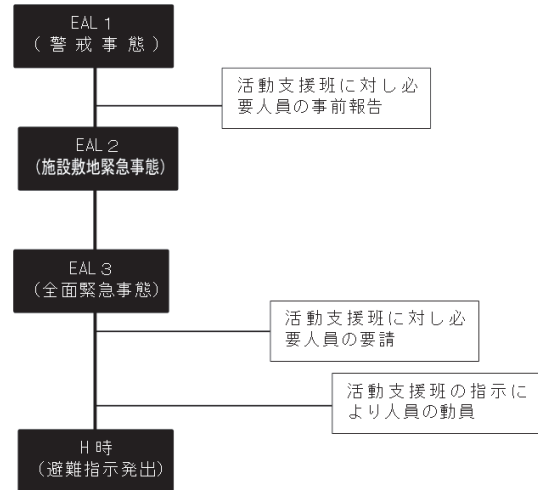 EAL 1
(警戒事態)
活動支援班に対し必
要人員の事前報告
EAL 2
(施設敷地緊急事態)
EAL 3
(全面緊急事態)
活動支援班に対し必
要人員の要請
活動支援班の指示に
より人員の動員
H 時
(避難指示発出)